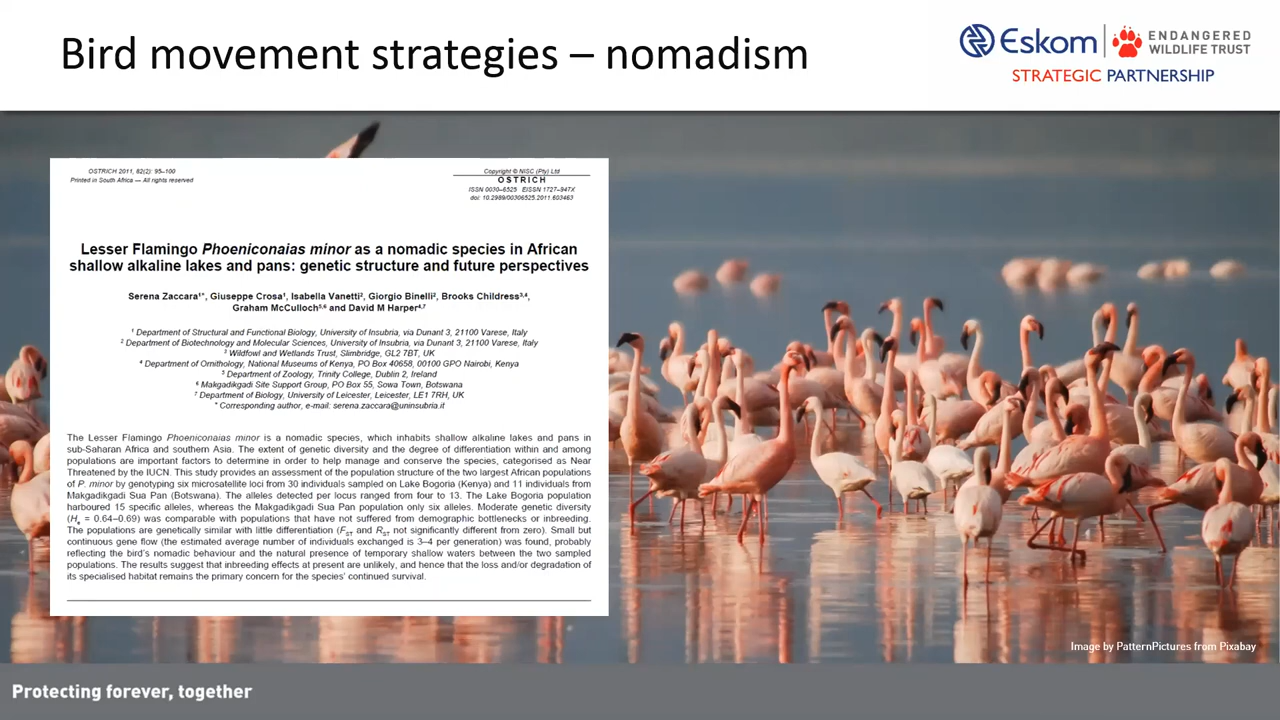 Bird movement strategies – nomadism
Eskom
ENDANGERED
WILDLIFE TRUST
STRATEGIC PARTNERSHIP
OSTRICH 2011, 82(2): 95–100
Printed in South Africa — All rights reserved
Copyright © NISC (Pty) Ltd
OSTRICH
ISSN 0030–6525 EISSN 1727–947X
doi: 10.2989/00306525.2011.603463
Lesser Flamingo Phoeniconaias minor as a nomadic species in African
shallow alkaline lakes and pans: genetic structure and future perspectives
Serena Zaccara¹*, Giuseppe Crosa¹, Isabella Vanetti², Giorgio Binelli², Brooks Childress³,⁴,
Graham McCulloch⁵,⁶ and David M Harper⁴,⁷
¹ Department of Structural and Functional Biology, University of Insubria, via Dunant 3, 21100 Varese, Italy
² Department of Biotechnology and Molecular Sciences, University of Insubria, via Dunant 3, 21100 Varese, Italy
³ Wildfowl and Wetlands Trust, Slimbridge, GL2 7BT, UK
⁴ Department of Ornithology, National Museums of Kenya, PO Box 40658, 00100 GPO Nairobi, Kenya
⁵ Department of Zoology, Trinity College, Dublin 2, Ireland
⁶ Makgadikgadi Site Support Group, PO Box 55, Sowa Town, Botswana
⁷ Department of Biology, University of Leicester, Leicester, LE1 7RH, UK
* Corresponding author, e-mail: serena.zaccara@uninsubria.it
The Lesser Flamingo Phoeniconaias minor is a nomadic species, which inhabits shallow alkaline lakes and pans in
sub-Saharan Africa and southern Asia. The extent of genetic diversity and the degree of differentiation within and among
populations are important factors to determine in order to help manage and conserve the species, categorised as Near
Threatened by the IUCN. This study provides an assessment of the population structure of the two largest African populations
of P. minor by genotyping six microsatellite loci from 30 individuals sampled on Lake Bogoria (Kenya) and 11 individuals from
Makgadikgadi Sua Pan (Botswana). The alleles detected per locus ranged from four to 13. The Lake Bogoria population
harboured 15 specific alleles, whereas the Makgadikgadi Sua Pan population only six alleles. Moderate genetic diversity
(Hₑ = 0.64–0.69) was comparable with populations that have not suffered from demographic bottlenecks or inbreeding.
The populations are genetically similar with little differentiation (F_ST and R_ST not significantly different from zero). Small but
continuous gene flow (the estimated average number of individuals exchanged is 3–4 per generation) was found, probably
reflecting the bird's nomadic behaviour and the natural presence of temporary shallow waters between the two sampled
populations. The results suggest that inbreeding effects at present are unlikely, and hence that the loss and/or degradation of
its specialised habitat remains the primary concern for the species' continued survival.
Image by PatternPictures from Pixabay
Protecting forever, together